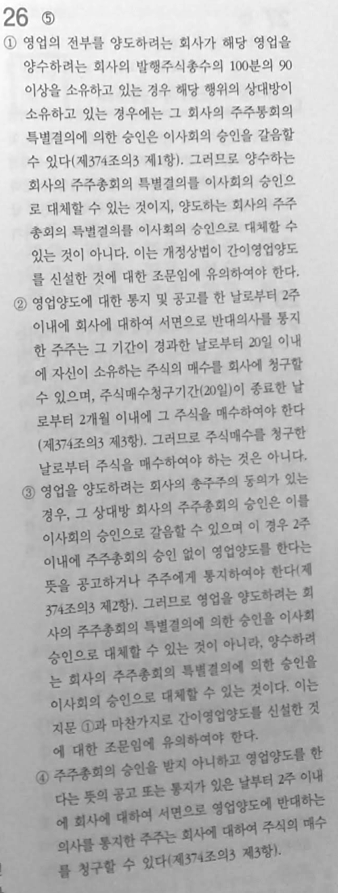 26 ⑤
① 영업의 전부를 양도하려는 회사가 해당 영업을
양수하려는 회사의 발행주식총수의 100분의 90
이상을 소유하고 있는 경우 해당 행위의 상대방이
소유하고 있는 경우에는 그 회사의 주주통회의
특별결의에 의한 승인은 이사회의 승인을 갈음할
수 있다(제374조의3 제1항). 그러므로 양수하는
회사의 주주총회의 특별결의를 이사회의 승인으
로 대체할 수 있는 것이지, 양도하는 회사의 주주
총회의 특별결의를 이사회의 승인으로 대체할 수
있는 것이 아니다. 이는 개정상법이 간이영업양도
를 신설한 것에 대한 조문임에 유의하여야 한다.
② 영업양도에 대한 통지 및 공고를 한 날로부터 2주
이내에 회사에 대하여 서면으로 반대의사를 통지
한 주주는 그 기간이 경과한 날로부터 20일 이내
에 자신이 소유하는 주식의 매수를 회사에 청구할
수 있으며, 주식매수청구기간(20일)이 종료한 날
로부터 2개월 이내에 그 주식을 매수하여야 한다
(제374조의3 제3항). 그러므로 주식매수를 청구한
날로부터 주식을 매수하여야 하는 것은 아니다.
③ 영업을 양도하려는 회사의 총주주의 동의가 있는
경우, 그 상대방 회사의 주주총회의 승인은 이를
이사회의 승인으로 갈음할 수 있으며 이 경우 2주
이내에 주주총회의 승인 없이 영업양도를 한다는
뜻을 공고하거나 주주에게 통지하여야 한다(제
374조의3 제2항). 그러므로 영업을 양도하려는 회
사의 주주총회의 특별결의에 의한 승인을 이사회
승인으로 대체할 수 있는 것이 아니라, 양수하려
는 회사의 주주총회의 특별결의에 의한 승인을
이사회의 승인으로 대체할 수 있는 것이다. 이는
지문 ①과 마찬가지로 간이영업양도를 신설한 것
에 대한 조문임에 유의하여야 한다.
④ 주주총회의 승인을 받지 아니하고 영업양도를 한
다는 뜻의 공고 또는 통지가 있은 날부터 2주 이내
에 회사에 대하여 서면으로 영업양도에 반대하는
의사를 통지한 주주는 회사에 대하여 주식의 매수
를 청구할 수 있다(제374조의3 제3항).